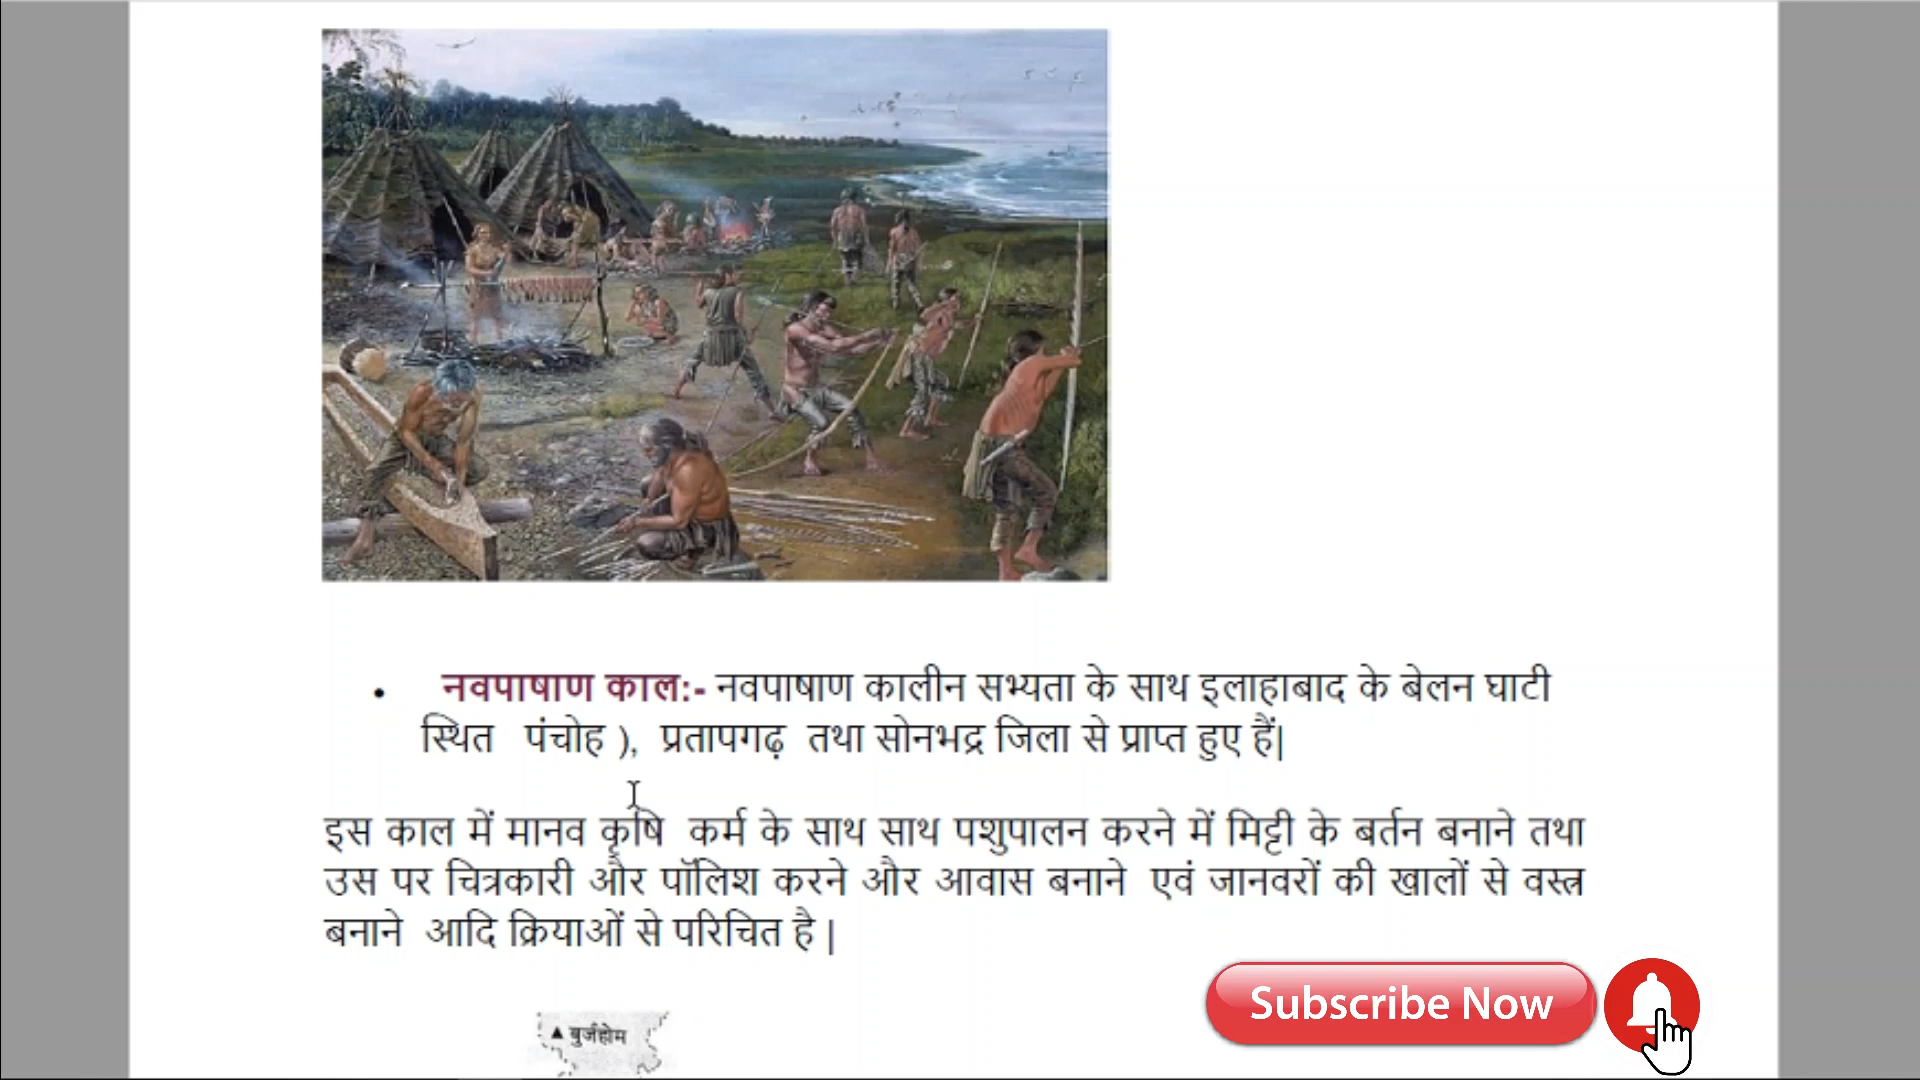 • नवपाषाण काल:- नवपाषाण कालीन सभ्यता के साथ इलाहाबाद के बेलन घाटी
स्थित पंचोह ), प्रतापगढ़ तथा सोनभद्र जिला से प्राप्त हुए हैं|
इस काल में मानव कृषि कर्म के साथ साथ पशुपालन करने में मिट्टी के बर्तन बनाने तथा
उस पर चित्रकारी और पॉलिश करने और आवास बनाने एवं जानवरों की खालों से वस्त्र
बनाने आदि क्रियाओं से परिचित है |
Subscribe Now
▲ बुर्जहोम